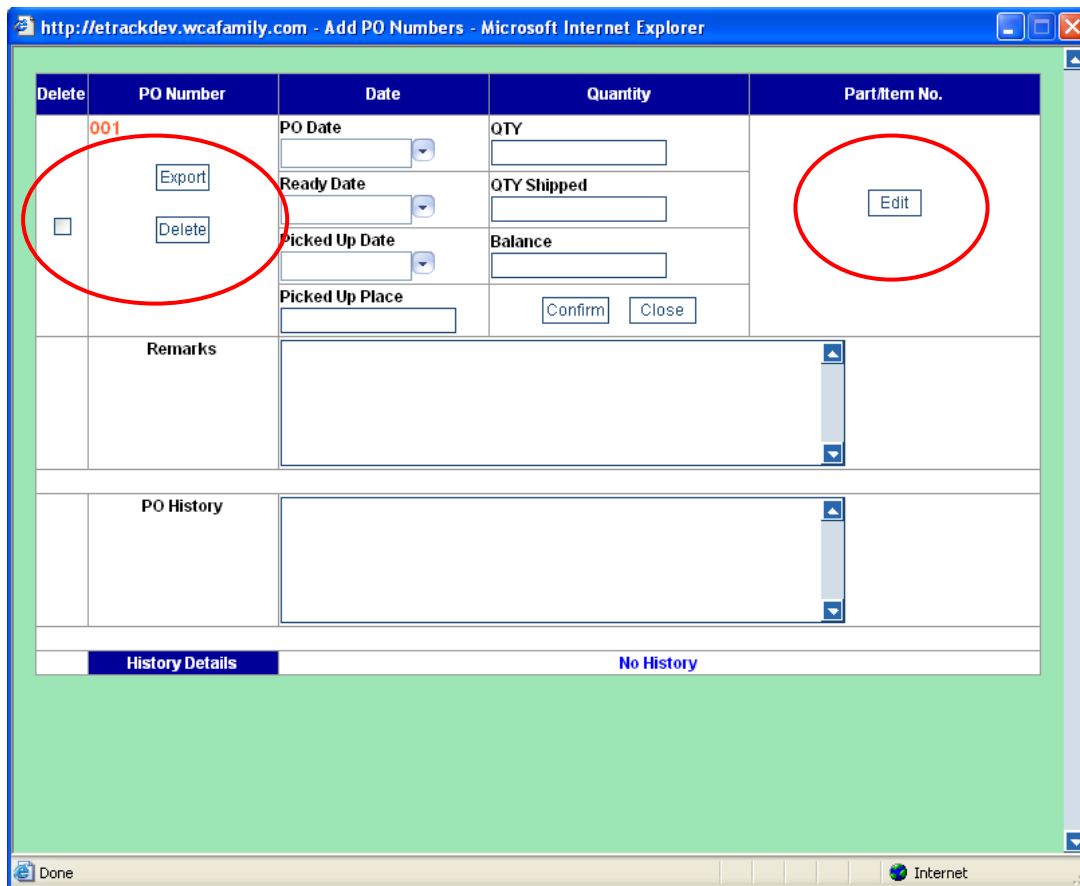 http://etrackdev.wcafamily.com - Add PO Numbers - Microsoft Internet Explorer
Delete PO Number Date Quantity Part/Item No.
001 PO Date QTY
Export
Ready Date QTY Shipped
Edit
Delete
Picked Up Date Balance
Picked Up Place
Confirm Close
Remarks
PO History
History Details No History
Done Internet